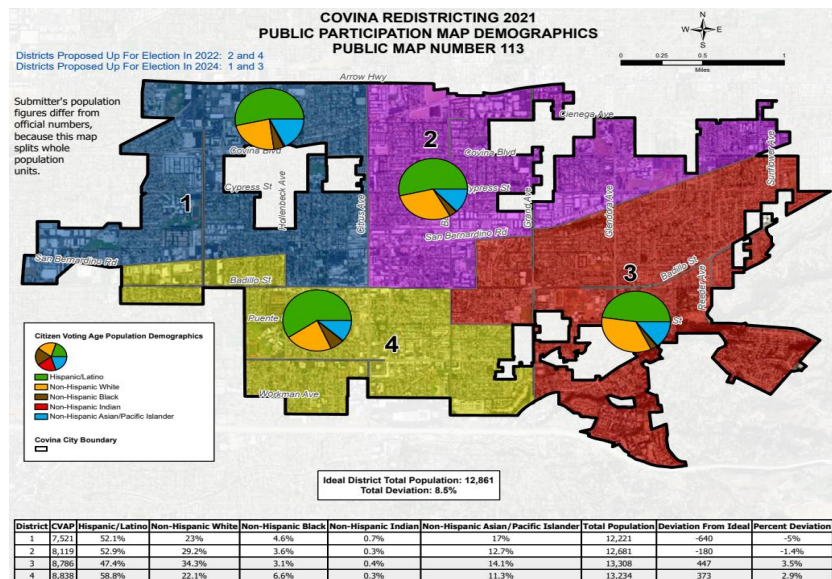 COVINA REDISTRICTING 2021
PUBLIC PARTICIPATION MAP DEMOGRAPHICS
PUBLIC MAP NUMBER 113
Districts Proposed Up For Election In 2022: 2 and 4
Districts Proposed Up For Election In 2024: 1 and 3
N
W E
S
0 0.25 0.5 1
Miles
Submitter's population
figures differ from
official numbers,
because this map
splits whole
population
units.
Arrow Hwy
Cienega Ave
Covina Blvd
2
Covina Blvd
Sunflower Ave
Cypress St
Cypress St
1
Hollenbeck Ave
Citrus Ave
Grand Ave
Glendora Ave
San Bernardino Rd
San Bernardino Rd
Badillo St
3
Badillo St
Reeder Ave
Puente
St
4
Workman Ave
Citizen Voting Age Population Demographics
Hispanic/Latino
Non-Hispanic White
Non-Hispanic Black
Non-Hispanic Indian
Non-Hispanic Asian/Pacific Islander
Covina City Boundary
Ideal District Total Population: 12,861
Total Deviation: 8.5%
District CVAP Hispanic/Latino Non-Hispanic White Non-Hispanic Black Non-Hispanic Indian Non-Hispanic Asian/Pacific Islander Total Population Deviation From Ideal Percent Deviation
1 7,521 52.1% 23% 4.6% 0.7% 17% 12,221 -640 -5%
2 8,119 52.9% 29.2% 3.6% 0.3% 12.7% 12,681 -180 -1.4%
3 8,786 47.4% 34.3% 3.1% 0.4% 14.1% 13,308 447 3.5%
4 8,838 58.8% 22.1% 6.6% 0.3% 11.3% 13,234 373 2.9%